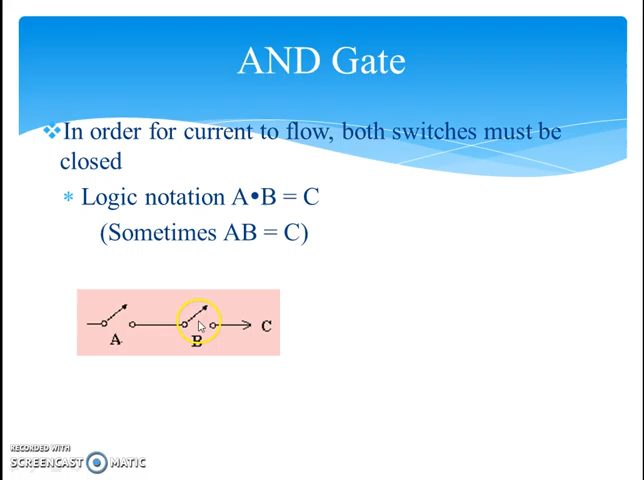 AND Gate
In order for current to flow, both switches must be
closed
Logic notation A•B = C
(Sometimes AB = C)
A
B
C
RECORDED WITH
SCREENCAST MATIC